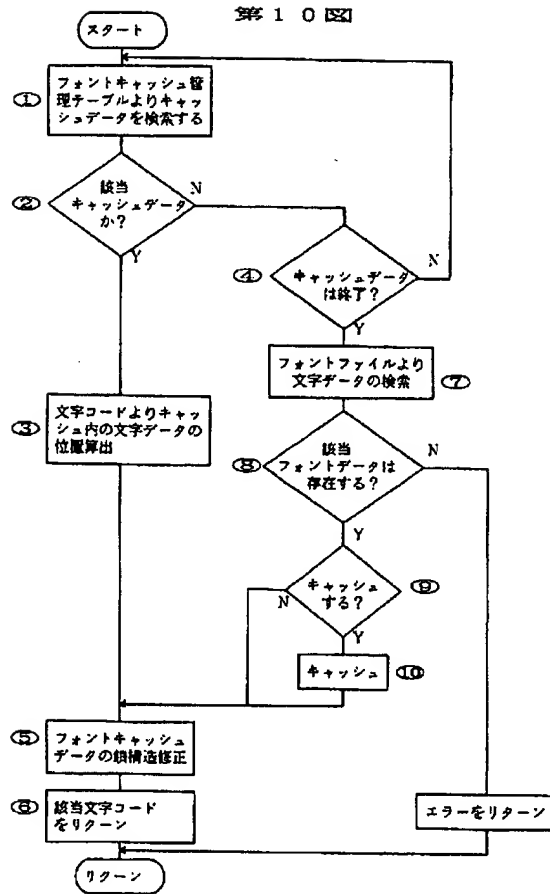 第10図
スタート
① フォントキャッシュ管
理テーブルよりキャッ
シュデータを検索する
② 該当
キャッシュデータ
か?
N
Y
④ キャッシュデータ
は終了?
N
Y
フォントファイルより
文字データの検索 ⑦
③ 文字コードよりキャッ
シュ内の文字データの
位置算出
⑧ 該当
フォントデータは
存在する?
N
Y
キャッシュ
する? ⑨
N
Y
キャッシュ ⑩
⑤ フォントキャッシュ
データの鎖構造修正
⑥ 該当文字コード
をリターン
エラーをリターン
リターン